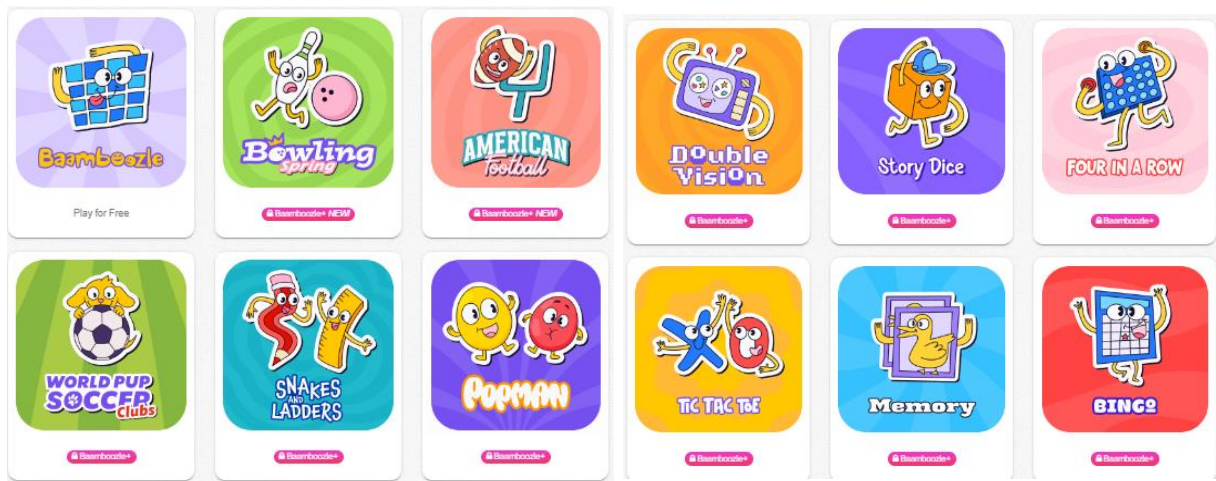 Baamboozle
Play for Free
Bowling
Spring
Baamboozle+ NEW!
AMERICAN
Football
Baamboozle+ NEW!
Double
Vision
Baamboozle+
Story Dice
Baamboozle+
FOUR IN A ROW
Baamboozle+
WORLD PUP
SOCCER
Clubs
Baamboozle+
SNAKES
AND
LADDERS
Baamboozle+
POPMAN
Baamboozle+
TIC TAC TOE
Baamboozle+
Memory
Baamboozle+
BINGO
Baamboozle+